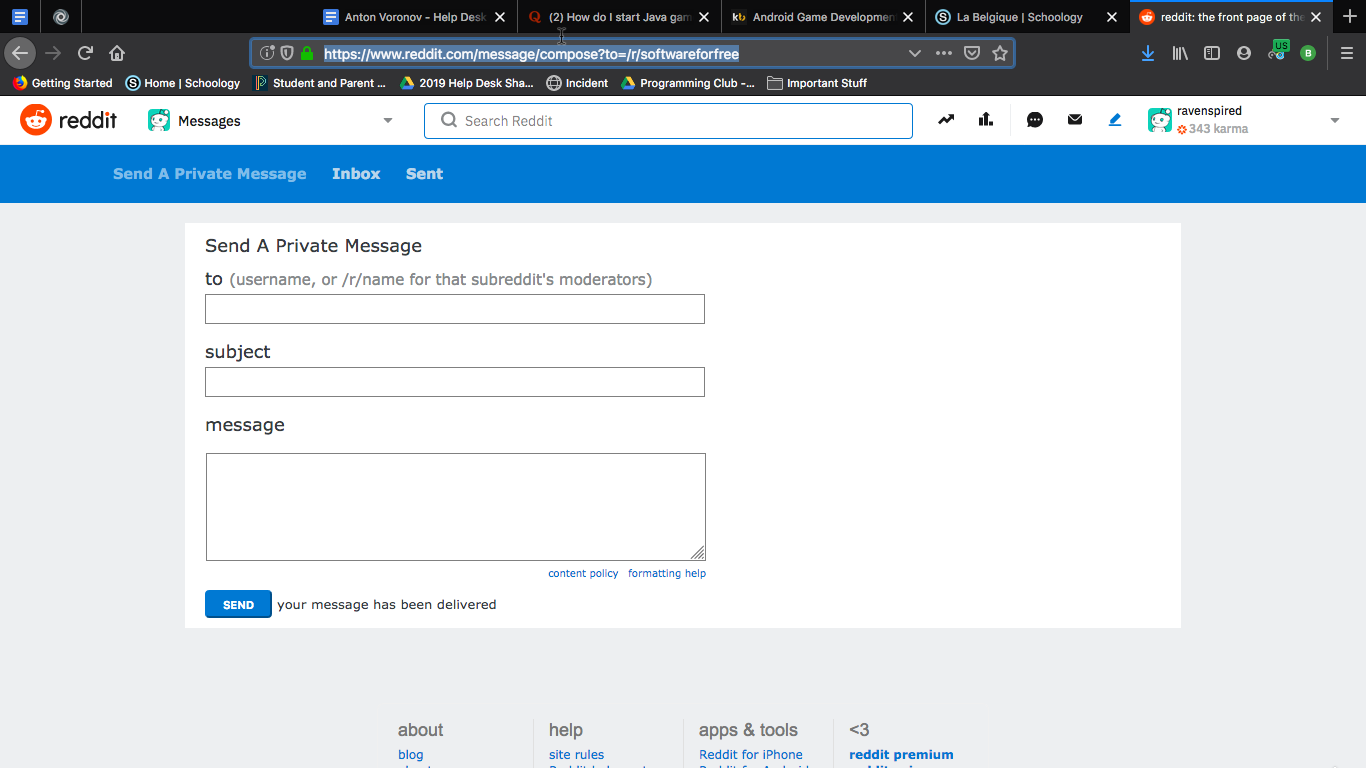 Anton Voronov - Help Desk
(2) How do I start Java gam
Android Game Developmen
La Belgique | Schoology
reddit: the front page of the
https://www.reddit.com/message/compose?to=/r/softwareforfree
US
B
Getting Started
Home | Schoology
Student and Parent ...
2019 Help Desk Sha...
Incident
Programming Club -...
Important Stuff
reddit
Messages
Search Reddit
ravenspired
343 karma
Send A Private Message
Inbox
Sent
Send A Private Message
to (username, or /r/name for that subreddit's moderators)
subject
message
content policy formatting help
SEND your message has been delivered
about
help
apps & tools
<3
blog
site rules
Reddit for iPhone
reddit premium